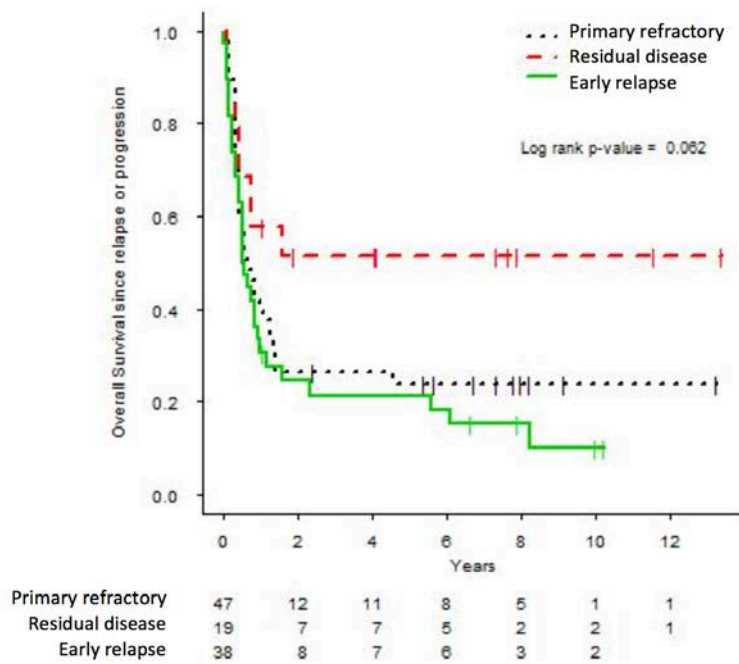 Primary refractory
Residual disease
Early relapse
Log rank p-value = 0.062
Overall Survival since relapse or progression
1.0
0.8
0.6
0.4
0.2
0.0
0 2 4 6 8 10 12
Years
Primary refractory 47 12 11 8 5 1 1
Residual disease 19 7 7 5 2 2 1
Early relapse 38 8 7 6 3 2